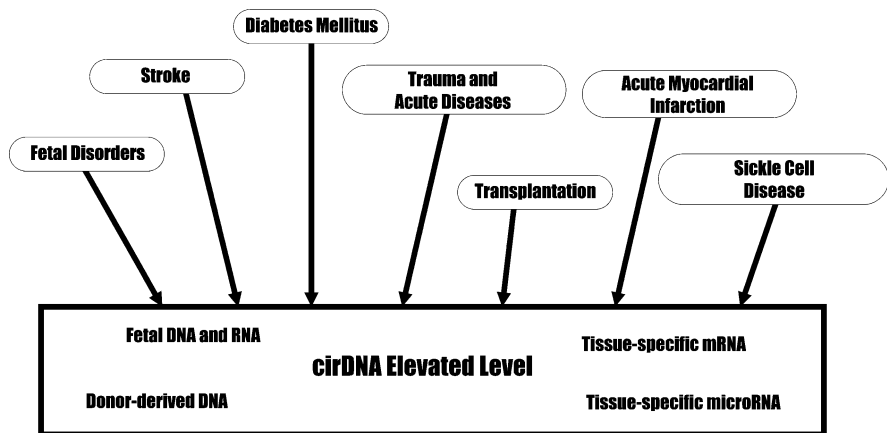 Diabetes Mellitus
Stroke
Trauma and
Acute Diseases
Acute Myocardial
Infarction
Fetal Disorders
Transplantation
Sickle Cell
Disease
Fetal DNA and RNA
cirDNA Elevated Level
Tissue-specific mRNA
Donor-derived DNA
Tissue-specific microRNA